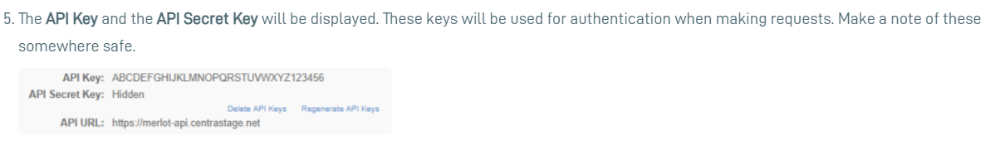 5. The API Key and the API Secret Key will be displayed. These keys will be used for authentication when making requests. Make a note of these
somewhere safe.
API Key: ABCDEFGHIJKLMNOPQRSTUVWXYZ123456
API Secret Key: Hidden
Delete API Keys Regenerate API Keys
API URL: https://merlot-api.centrastage.net